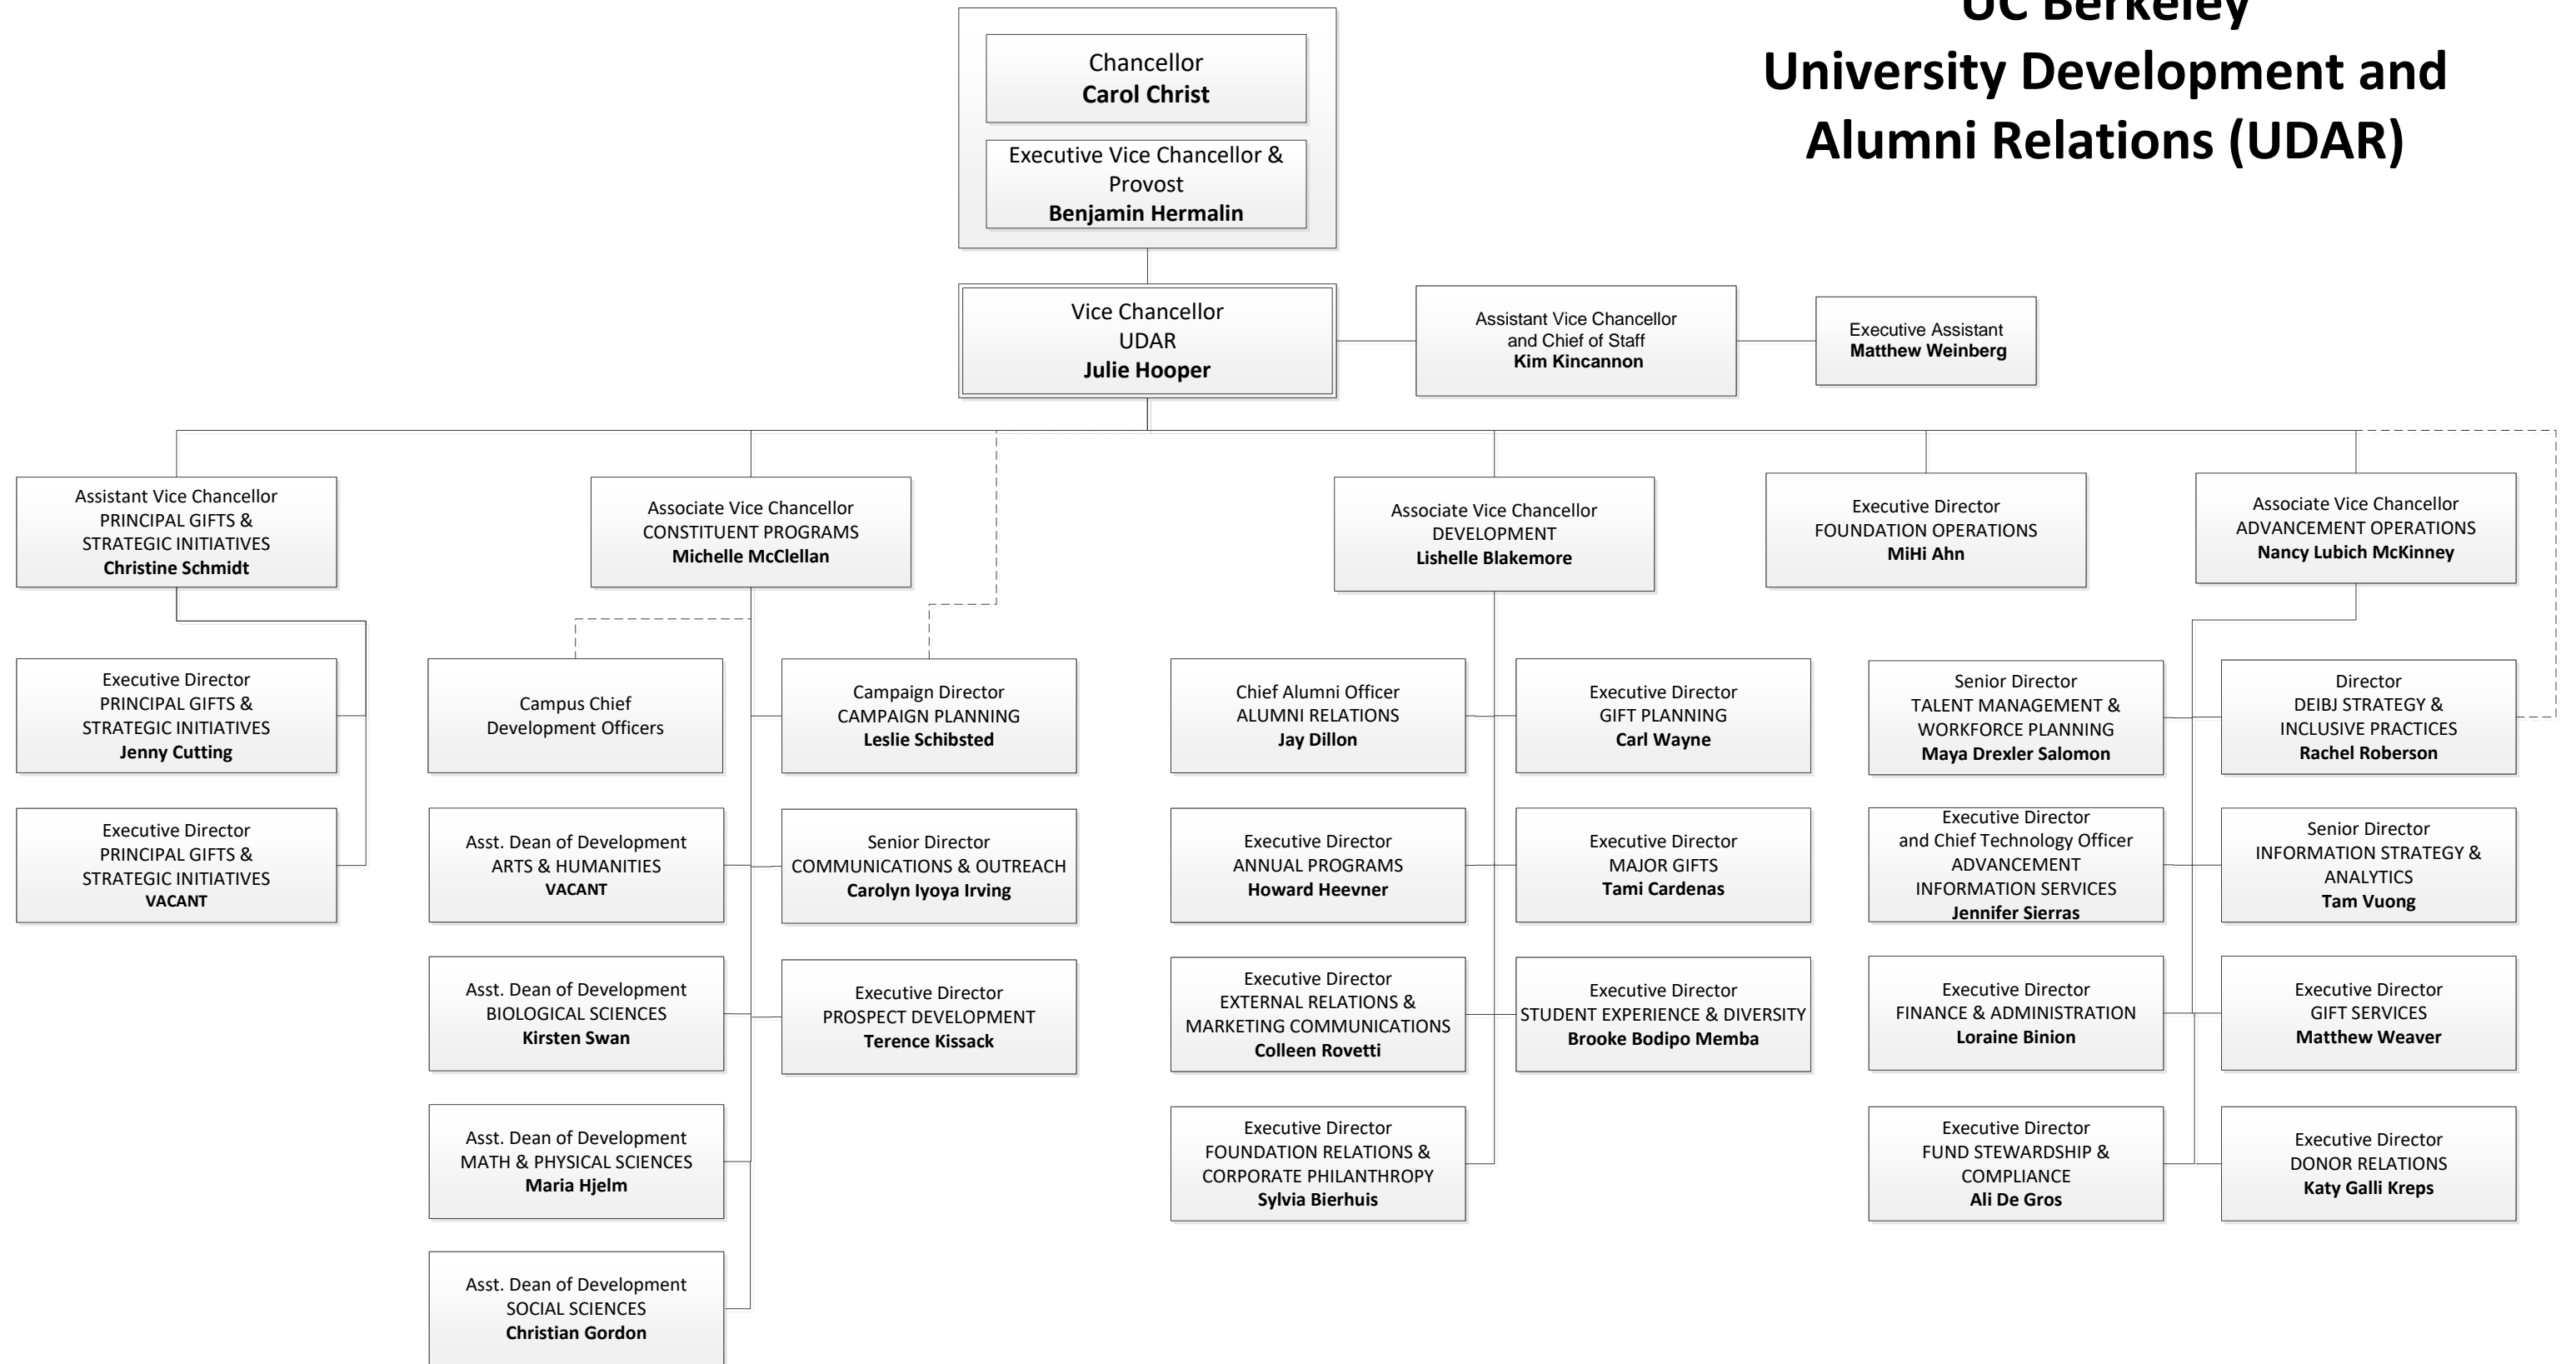 UC Berkeley
University Development and
Alumni Relations (UDAR)
Chancellor
Carol Christ
Executive Vice Chancellor &
Provost
Benjamin Hermalin
Vice Chancellor
UDAR
Julie Hooper
Assistant Vice Chancellor
and Chief of Staff
Kim Kincannon
Executive Assistant
Matthew Weinberg
Assistant Vice Chancellor
PRINCIPAL GIFTS &
STRATEGIC INITIATIVES
Christine Schmidt
Associate Vice Chancellor
CONSTITUENT PROGRAMS
Michelle McClellan
Associate Vice Chancellor
DEVELOPMENT
Lishelle Blakemore
Executive Director
FOUNDATION OPERATIONS
MiHi Ahn
Associate Vice Chancellor
ADVANCEMENT OPERATIONS
Nancy Lubich McKinney
Executive Director
PRINCIPAL GIFTS &
STRATEGIC INITIATIVES
Jenny Cutting
Campus Chief
Development Officers
Campaign Director
CAMPAIGN PLANNING
Leslie Schibsted
Chief Alumni Officer
ALUMNI RELATIONS
Jay Dillon
Executive Director
GIFT PLANNING
Carl Wayne
Senior Director
TALENT MANAGEMENT &
WORKFORCE PLANNING
Maya Drexler Salomon
Director
DEIBJ STRATEGY &
INCLUSIVE PRACTICES
Rachel Roberson
Executive Director
PRINCIPAL GIFTS &
STRATEGIC INITIATIVES
VACANT
Asst. Dean of Development
ARTS & HUMANITIES
VACANT
Senior Director
COMMUNICATIONS & OUTREACH
Carolyn Iyoya Irving
Executive Director
ANNUAL PROGRAMS
Howard Heevner
Executive Director
MAJOR GIFTS
Tami Cardenas
Executive Director
and Chief Technology Officer
ADVANCEMENT
INFORMATION SERVICES
Jennifer Sierras
Senior Director
INFORMATION STRATEGY &
ANALYTICS
Tam Vuong
Asst. Dean of Development
BIOLOGICAL SCIENCES
Kirsten Swan
Executive Director
PROSPECT DEVELOPMENT
Terence Kissack
Executive Director
EXTERNAL RELATIONS &
MARKETING COMMUNICATIONS
Colleen Rovetti
Executive Director
STUDENT EXPERIENCE & DIVERSITY
Brooke Bodipo Memba
Executive Director
FINANCE & ADMINISTRATION
Loraine Binion
Executive Director
GIFT SERVICES
Matthew Weaver
Asst. Dean of Development
MATH & PHYSICAL SCIENCES
Maria Hjelm
Executive Director
FOUNDATION RELATIONS &
CORPORATE PHILANTHROPY
Sylvia Bierhuis
Executive Director
FUND STEWARDSHIP &
COMPLIANCE
Ali De Gros
Executive Director
DONOR RELATIONS
Katy Galli Kreps
Asst. Dean of Development
SOCIAL SCIENCES
Christian Gordon